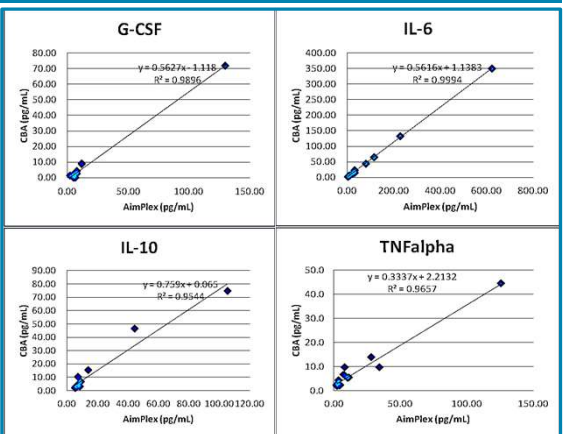 G-CSF
80.00
70.00
60.00
50.00
40.00
30.00
20.00
10.00
0.00
CBA (pg/mL)
y = 0.5627x - 1.118
R² = 0.9896
0.00 50.00 100.00 150.00
AimPlex (pg/mL)
IL-6
400.00
350.00
300.00
250.00
200.00
150.00
100.00
50.00
0.00
CBA (pg/mL)
y = 0.5616x + 1.1383
R² = 0.9994
0.00 200.00 400.00 600.00 800.00
AimPlex (pg/mL)
IL-10
90.00
80.00
70.00
60.00
50.00
40.00
30.00
20.00
10.00
0.00
CBA (pg/mL)
y = 0.759x + 0.065
R² = 0.9544
0.00 20.00 40.00 60.00 80.00 100.00 120.00
AimPlex (pg/mL)
TNFalpha
50.0
40.0
30.0
20.0
10.0
0.0
CBA (pg/mL)
y = 0.3337x + 2.2132
R² = 0.9657
0.00 50.00 100.00 150.00
AimPlex (pg/mL)